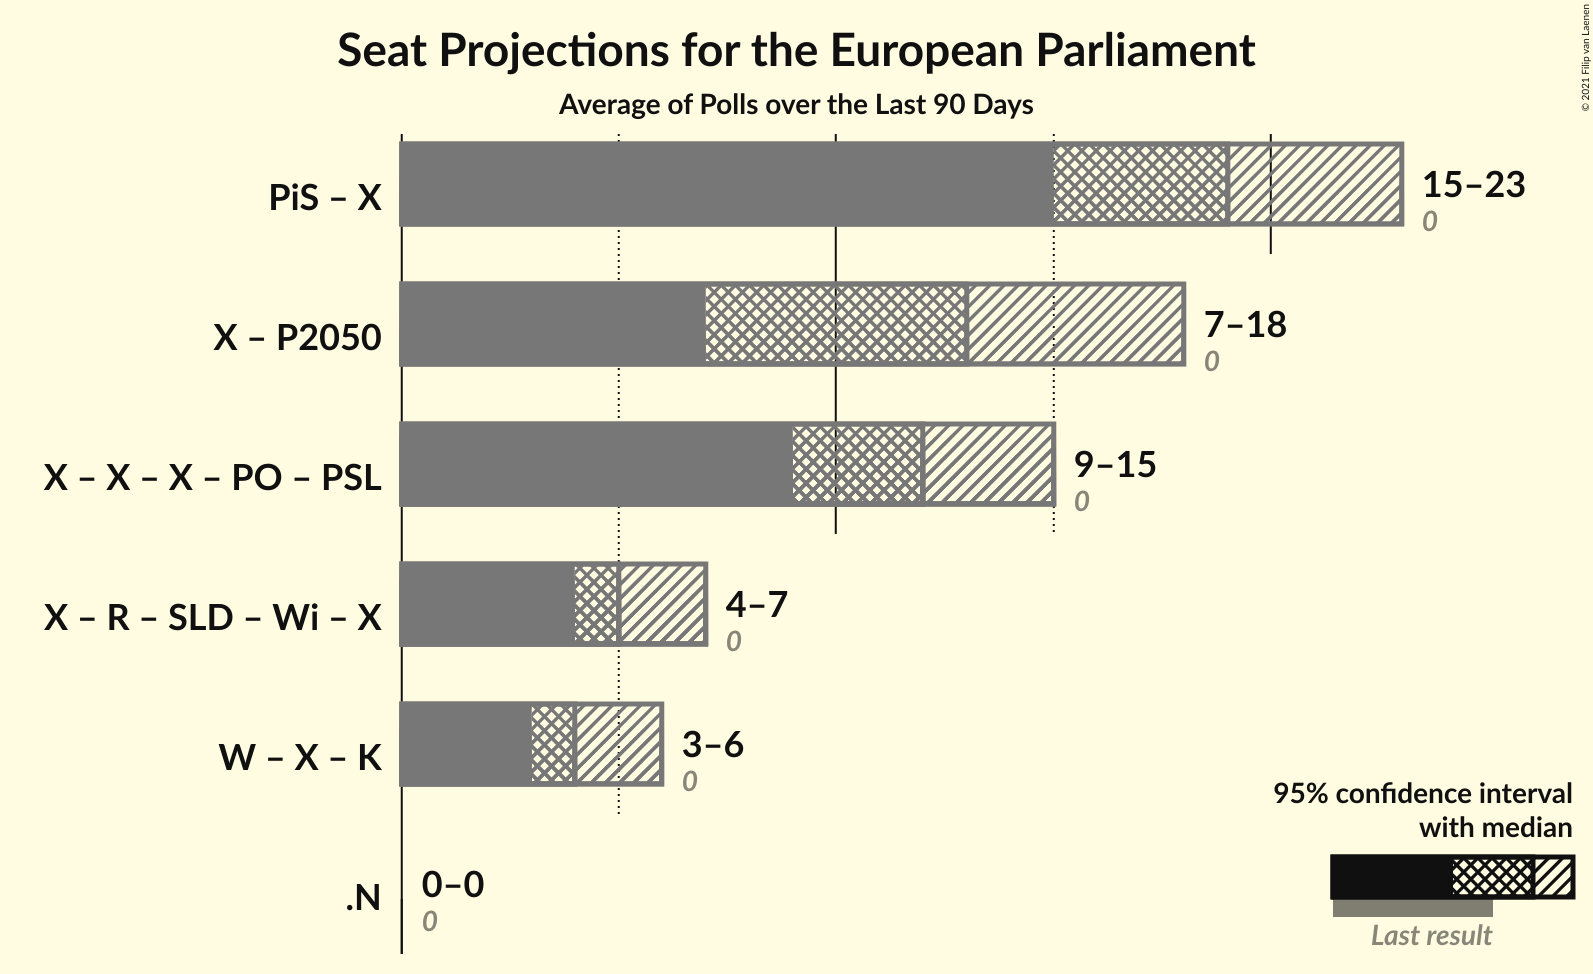 Seat Projections for the European Parliament
Average of Polls over the Last 90 Days
© 2021 Filip van Laenen
PiS – X
15–23
0
X – P2050
7–18
0
X – X – X – PO – PSL
9–15
0
X – R – SLD – Wi – X
4–7
0
W – X – K
3–6
0
.N
0–0
0
95% confidence interval
with median
Last result